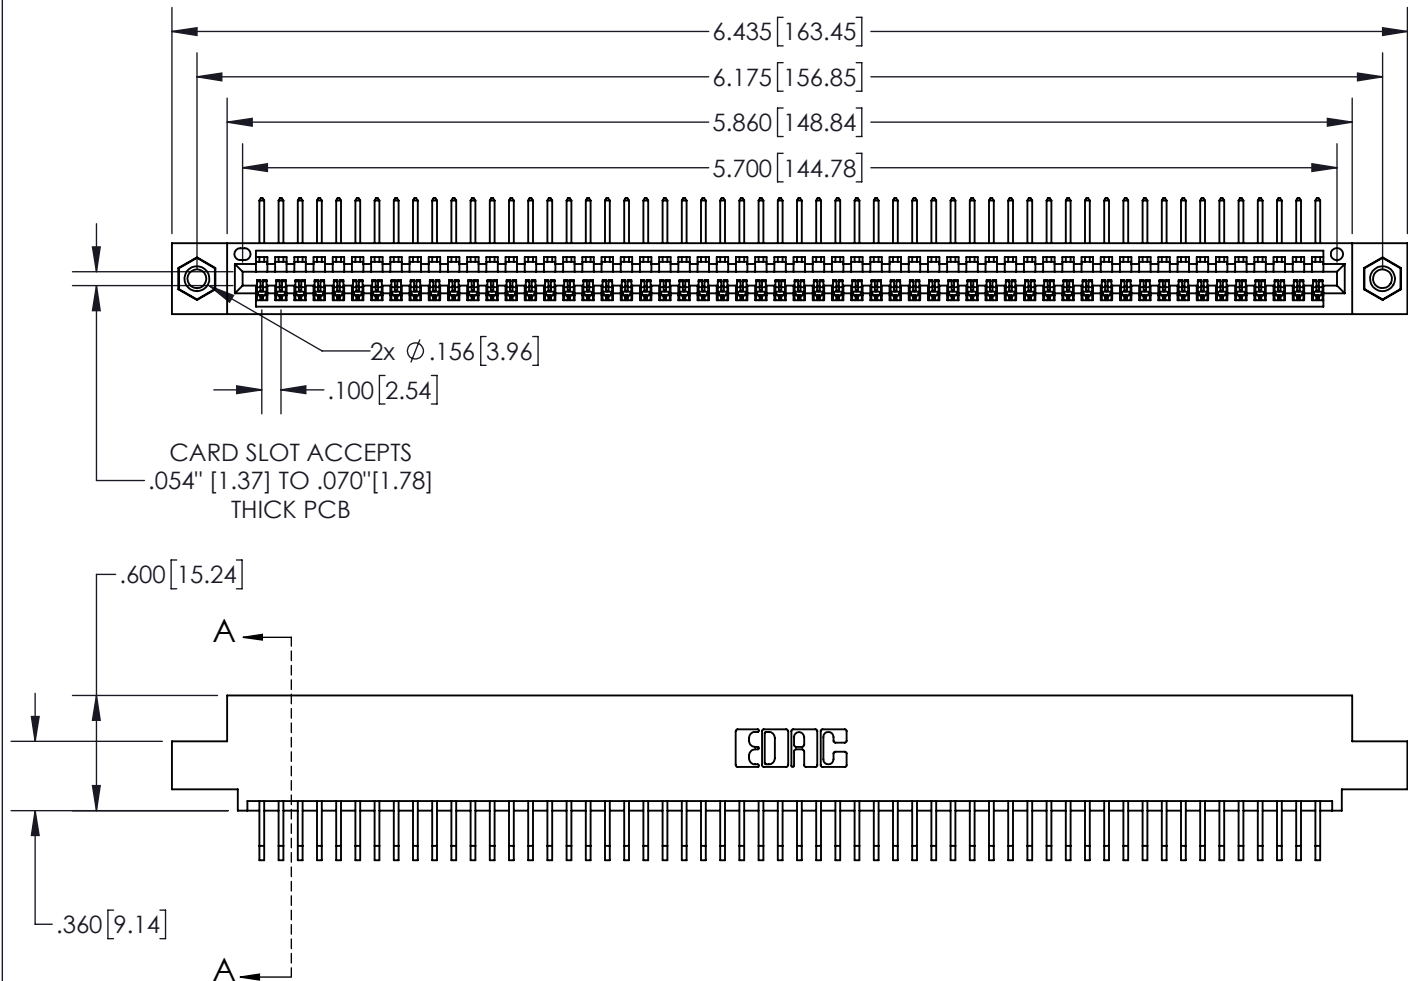 6.435[163.45]
6.175[156.85]
5.860[148.84]
5.700[144.78]
2x Ø.156[3.96]
.100[2.54]
CARD SLOT ACCEPTS
.054" [1.37] TO .070"[1.78]
THICK PCB
.600[15.24]
A
EDAC
.360[9.14]
A